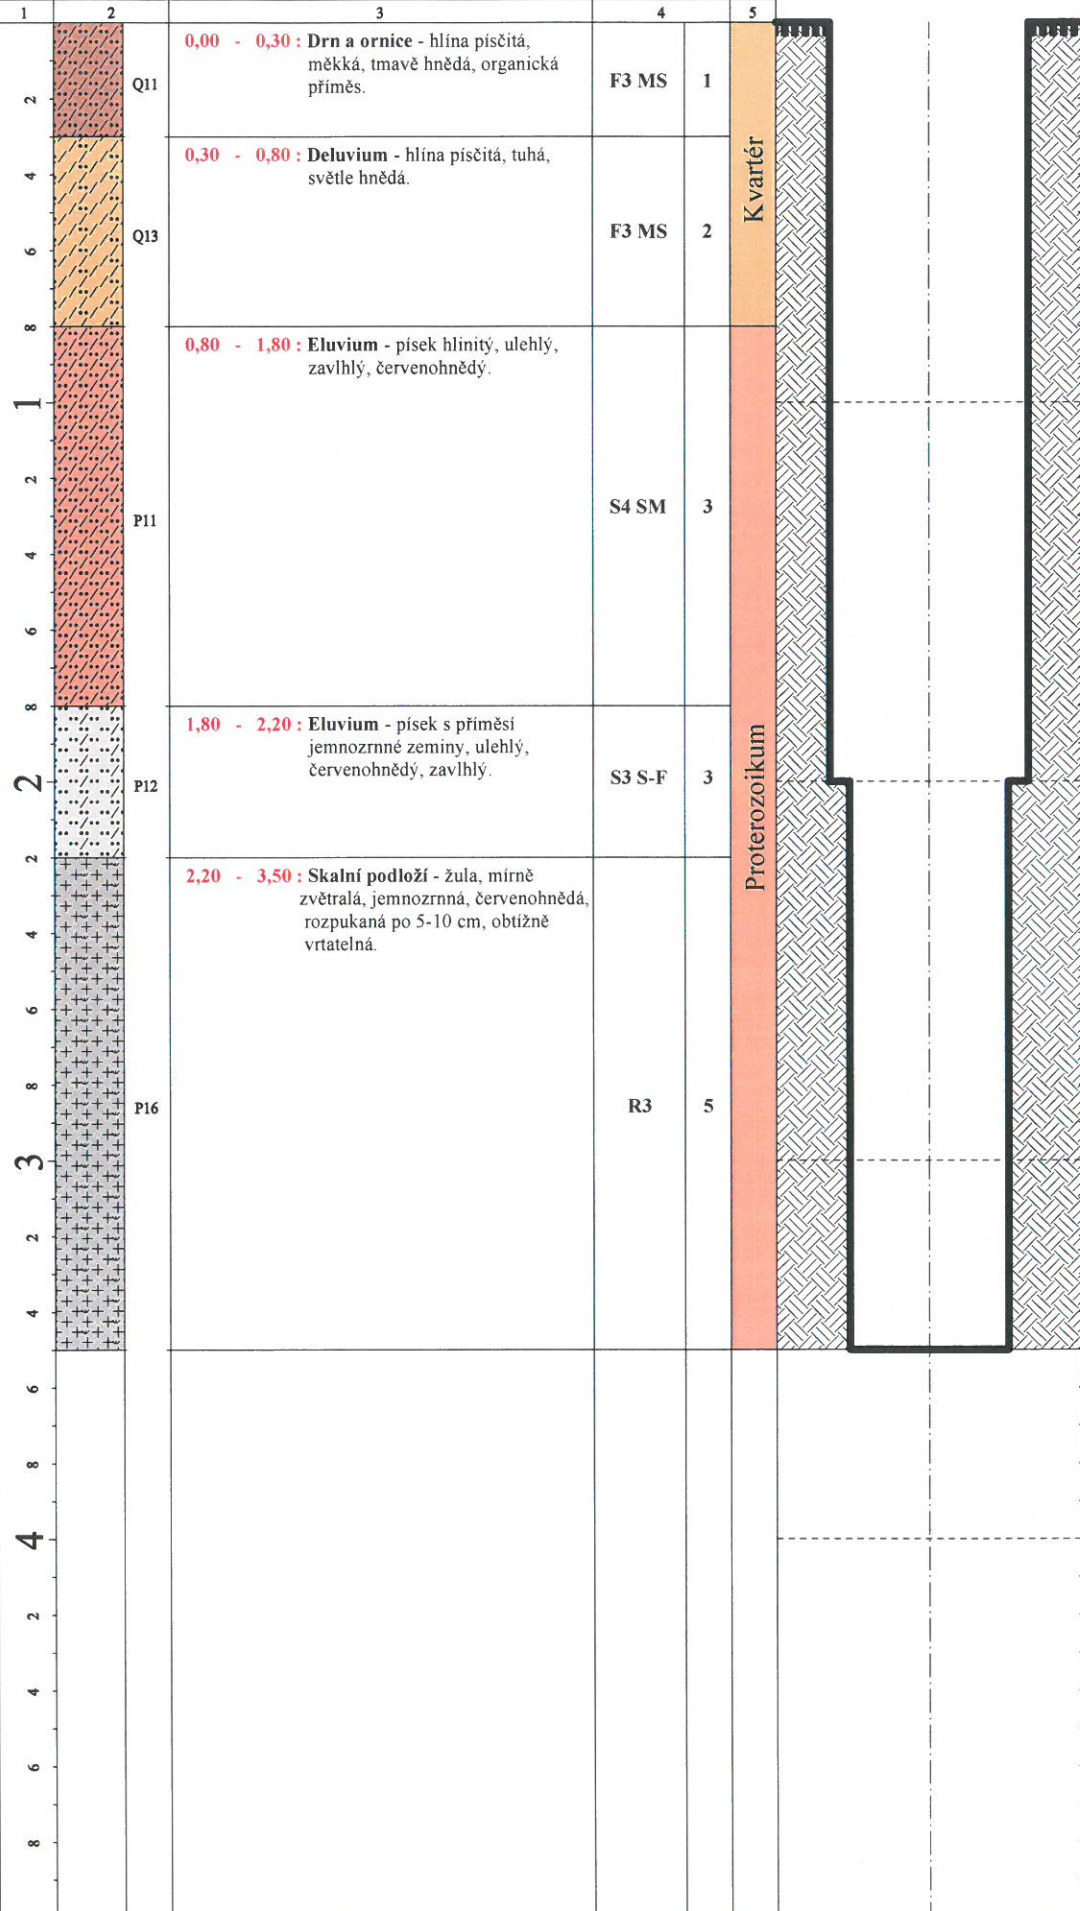 1 2 3 4 5
0,00 - 0,30 : Drn a ornice - hlína písčitá,
měkká, tmavě hnědá, organická
příměs.
Q11
F3 MS 1
2
0,30 - 0,80 : Deluvium - hlína písčitá, tuhá,
světle hnědá.
4
Q13
F3 MS 2
Kvartér
6
8
0,80 - 1,80 : Eluvium - písek hlinitý, ulehlý,
zavlhlý, červenohnědý.
1
2
P11
S4 SM 3
4
6
8
1,80 - 2,20 : Eluvium - písek s příměsí
jemnozrnné zeminy, ulehlý,
červenohnědý, zavlhlý.
2
P12
S3 S-F 3
Proterozoikum
2
2,20 - 3,50 : Skalní podloží - žula, mírně
zvětralá, jemnozrnná, červenohnědá,
rozpukaná po 5-10 cm, obtížně
vrtatelná.
4
6
8
P16
R3 5
3
2
4
6
8
4
2
4
6
8